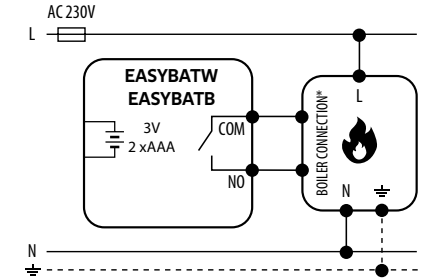 AC 230V
L
EASYBATW
EASYBATB
3V
2 xAAA
COM
NO
BOILER CONNECTION*
L
N
N